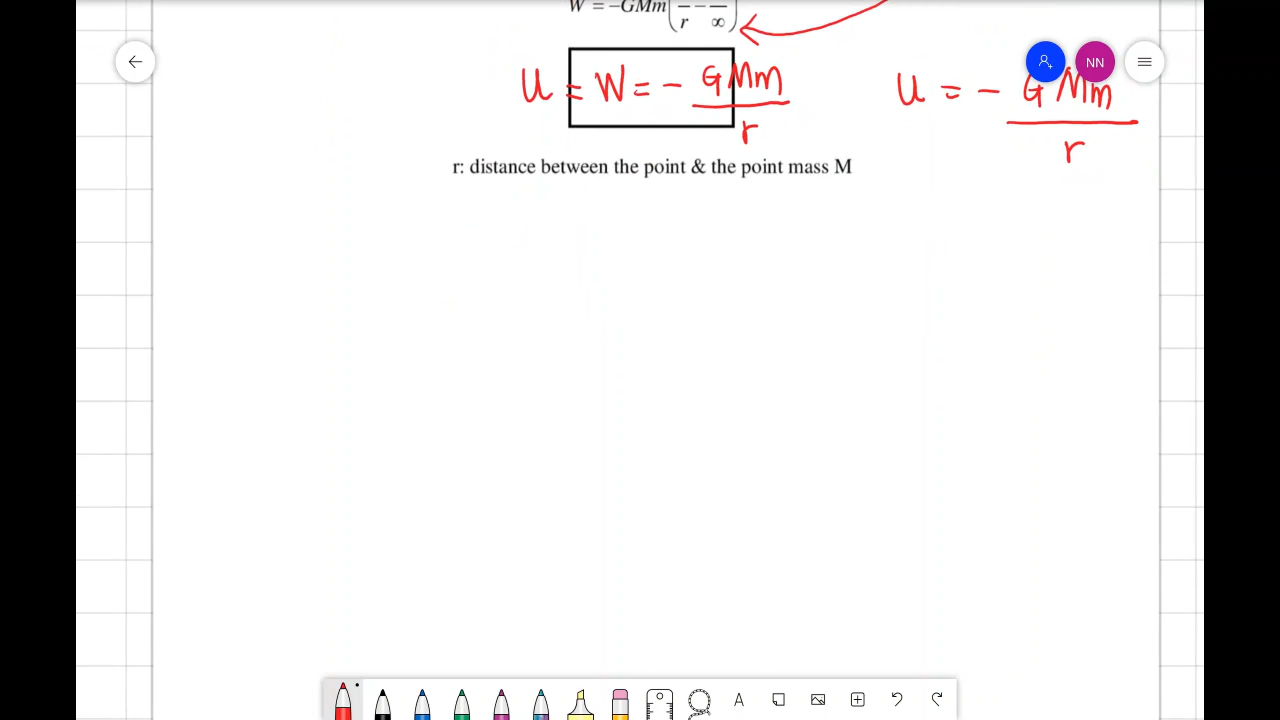 W = −GMm( — − — )
r ∞
U = W = − GMm / r
U = − GMm / r
NN
r: distance between the point & the point mass M
A